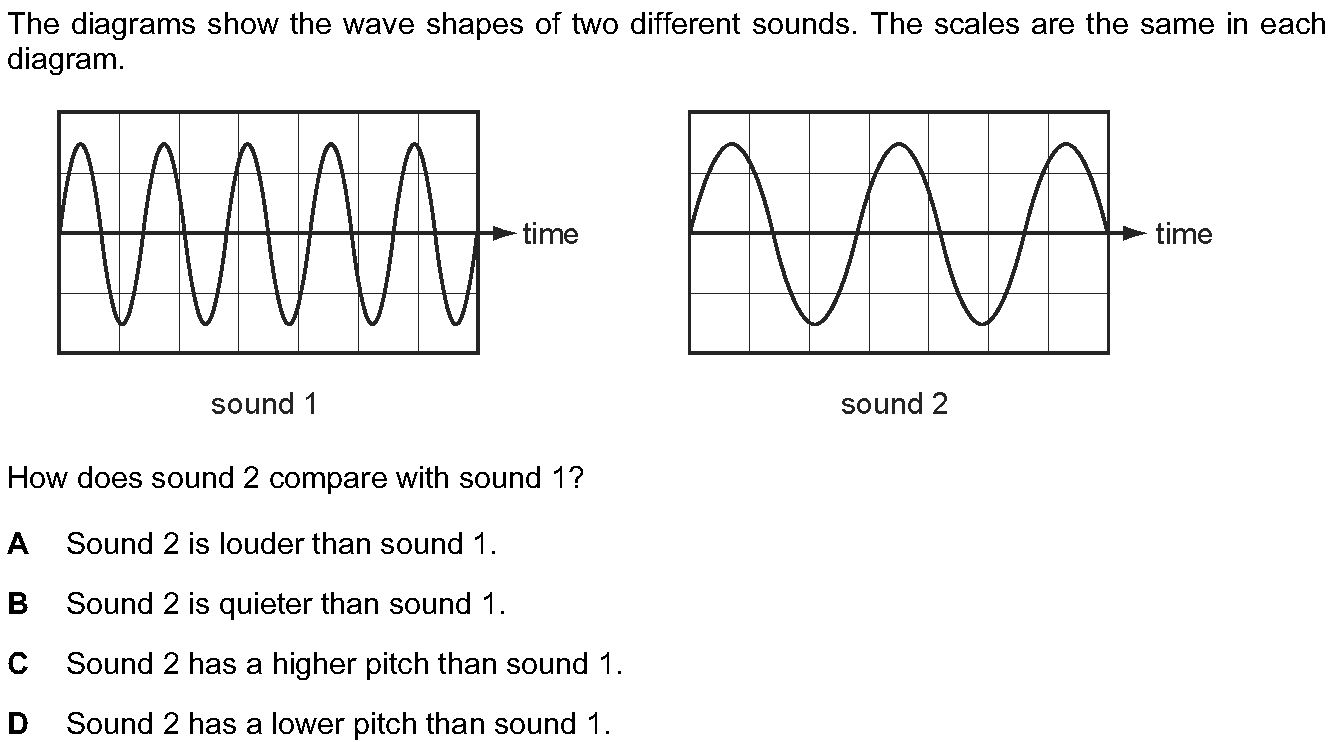 The diagrams show the wave shapes of two different sounds. The scales are the same in each
diagram.
time
time
sound 1
sound 2
How does sound 2 compare with sound 1?
A Sound 2 is louder than sound 1.
B Sound 2 is quieter than sound 1.
C Sound 2 has a higher pitch than sound 1.
D Sound 2 has a lower pitch than sound 1.